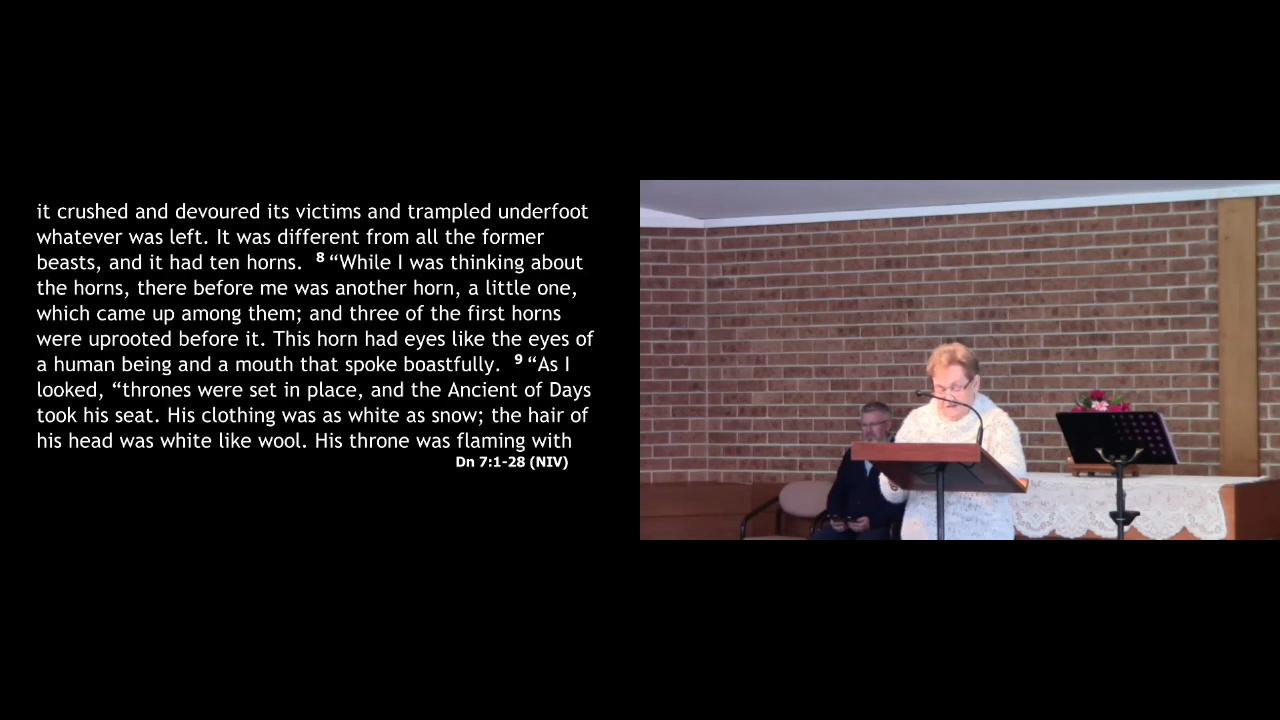 it crushed and devoured its victims and trampled underfoot
whatever was left. It was different from all the former
beasts, and it had ten horns. 8 “While I was thinking about
the horns, there before me was another horn, a little one,
which came up among them; and three of the first horns
were uprooted before it. This horn had eyes like the eyes of
a human being and a mouth that spoke boastfully. 9 “As I
looked, “thrones were set in place, and the Ancient of Days
took his seat. His clothing was as white as snow; the hair of
his head was white like wool. His throne was flaming with
Dn 7:1-28 (NIV)